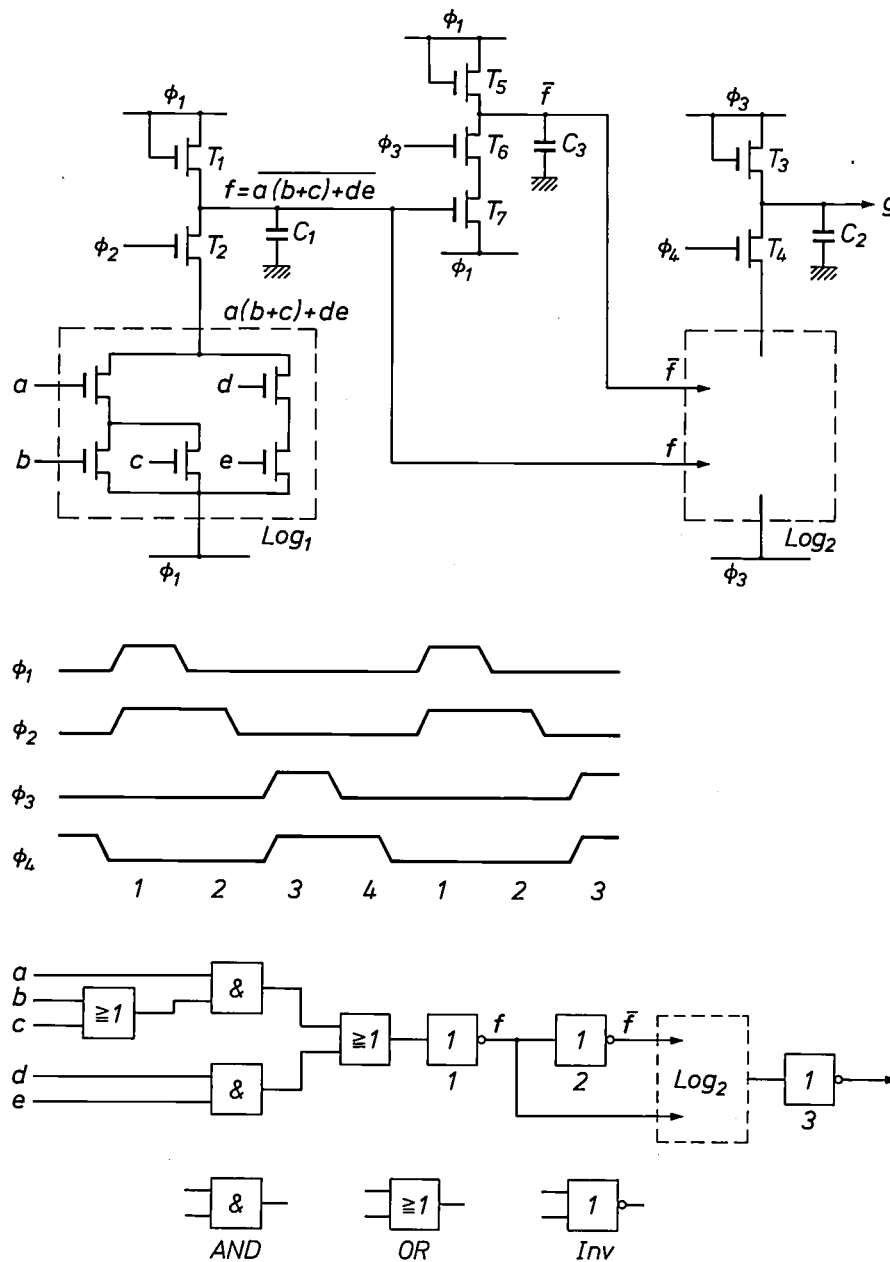 ϕ₁
T₅
f̄
ϕ₁
T₁
ϕ₃
T₆
C₃
ϕ₃
T₃
f = \overline{a(b+c)+de}
T₇
g
ϕ₂
T₂
C₁
ϕ₁
ϕ₄
T₄
C₂
a(b+c)+de
a
d
f̄
b
c
e
f
Log₁
Log₂
ϕ₁
ϕ₃
ϕ₁
ϕ₂
ϕ₃
ϕ₄
1 2 3 4 1 2 3
a
&
b
≧1
c
f
f̄
≧1
1
1
Log₂
1
d
&
1
2
3
e
&
≧1
1
AND
OR
Inv